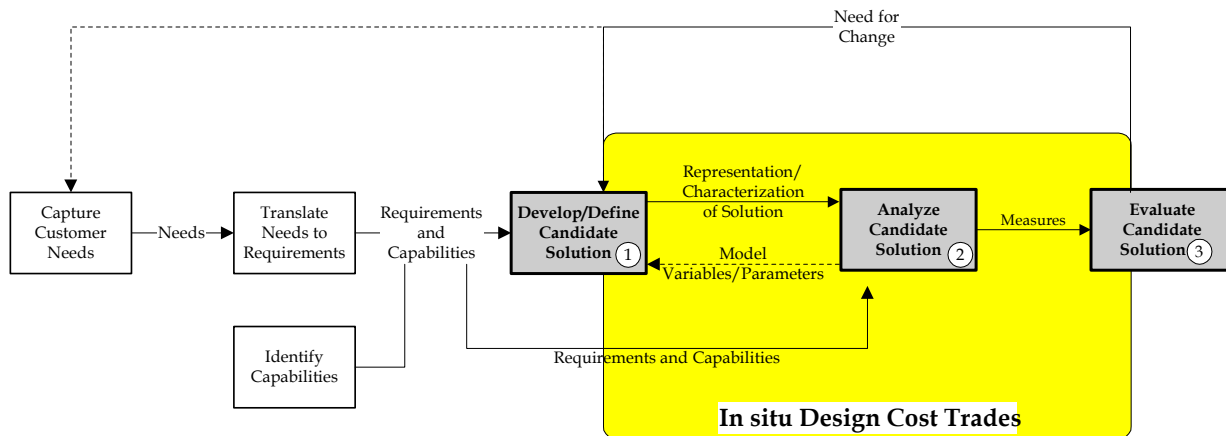 Need for
Change
Capture
Customer
Needs
Needs
Translate
Needs to
Requirements
Requirements
and
Capabilities
Develop/Define
Candidate
Solution
1
Representation/
Characterization
of Solution
Model
Variables/Parameters
Analyze
Candidate
Solution
2
Measures
Evaluate
Candidate
Solution
3
Identify
Capabilities
Requirements and Capabilities
In situ Design Cost Trades